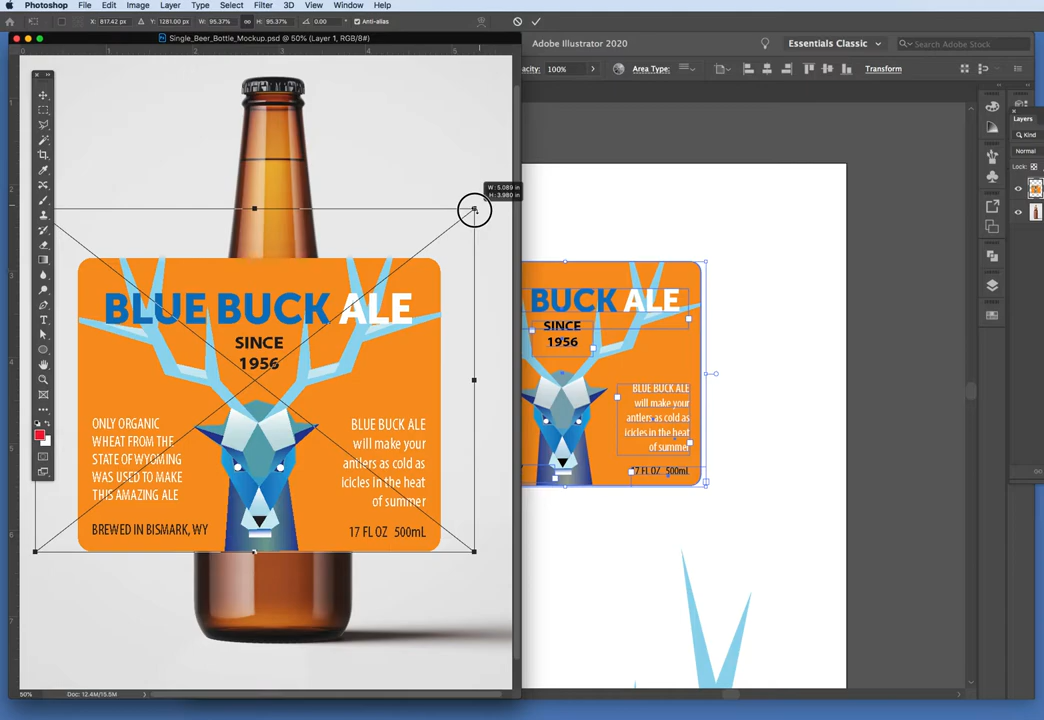 Photoshop File Edit Image Layer Type Select Filter 3D View Window Help
X: 817.42 px Y: 1281.00 px W: 95.37% H: 95.37% 0.00 Anti-alias
Single_Beer_Bottle_Mockup.psd @ 50% (Layer 1, RGB/8#)
Adobe Illustrator 2020
Essentials Classic
Search Adobe Stock
acity: 100%
Area Type:
Transform
W: 5.089 in
H: 3.980 in
BLUE BUCK ALE
SINCE
1956
ONLY ORGANIC
WHEAT FROM THE
STATE OF WYOMING
WAS USED TO MAKE
THIS AMAZING ALE
BREWED IN BISMARK, WY
BLUE BUCK ALE
will make your
antlers as cold as
icicles in the heat
of summer
17 FL OZ 500mL
BUCK ALE
SINCE
1956
BLUE BUCK ALE
will make your
antlers as cold as
icicles in the heat
of summer
17 FL OZ 500mL
Layers
Kind
Normal
Lock:
50% Doc: 12.4M/15.5M